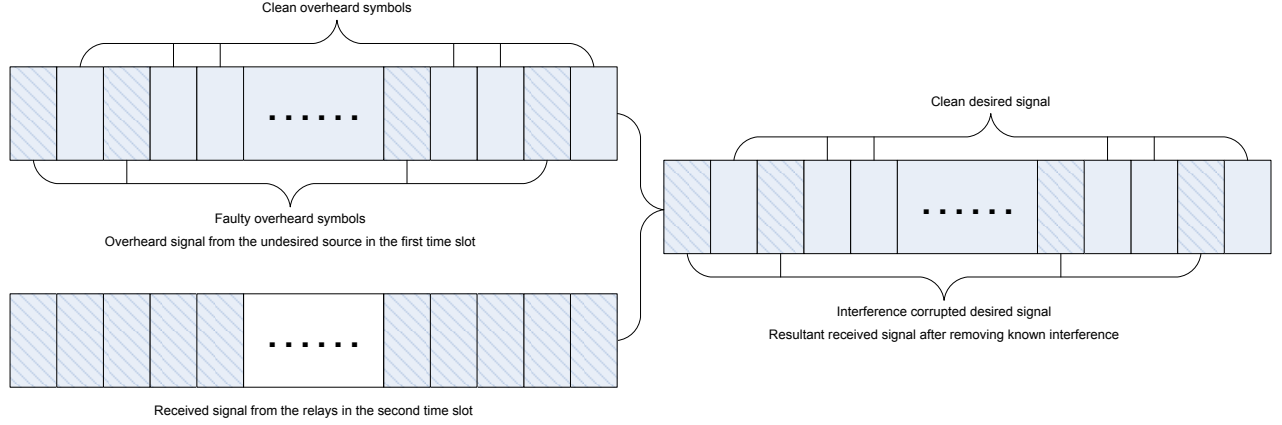 Clean overheard symbols
Faulty overheard symbols
Overheard signal from the undesired source in the first time slot
Received signal from the relays in the second time slot
Clean desired signal
Interference corrupted desired signal
Resultant received signal after removing known interference